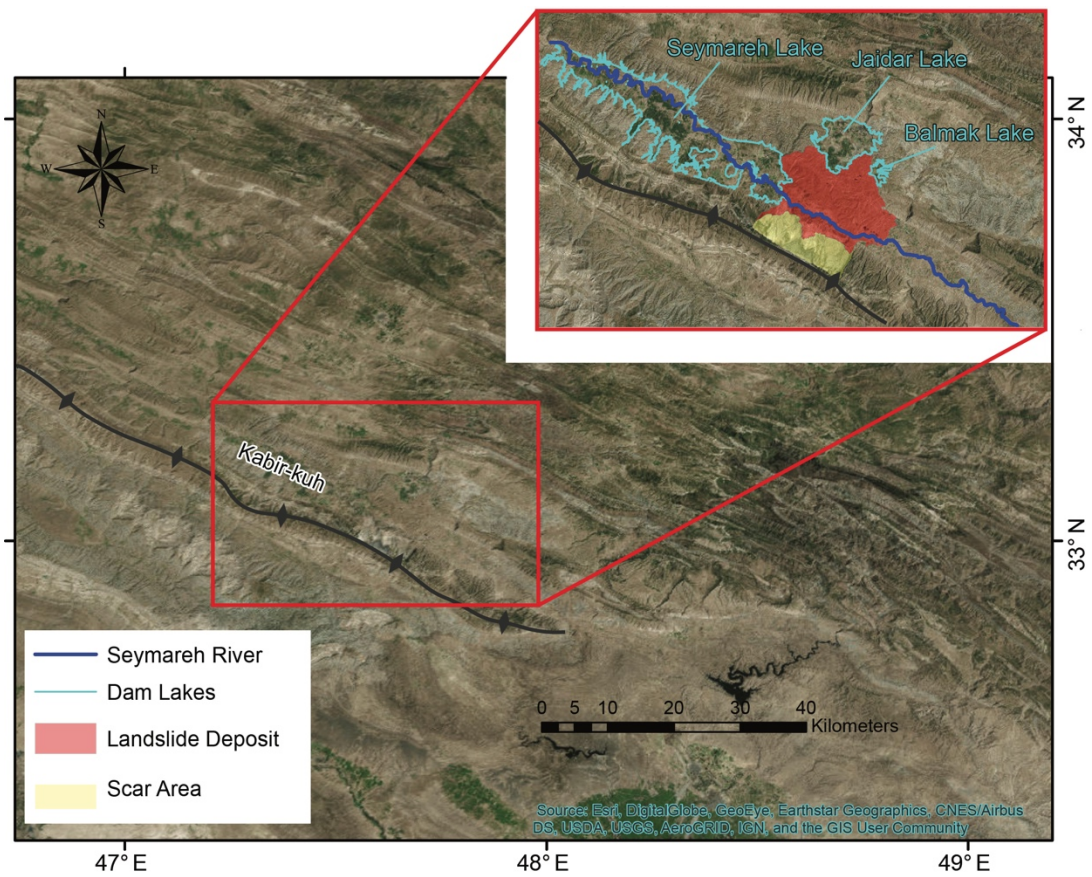 Seymareh Lake
Jaidar Lake
Balmak Lake
34° N
N
W E
S
Kabir-kuh
33° N
Seymareh River
Dam Lakes
Landslide Deposit
Scar Area
0 5 10 20 30 40
Kilometers
Source: Esri, DigitalGlobe, GeoEye, Earthstar Geographics, CNES/Airbus
DS, USDA, USGS, AeroGRID, IGN, and the GIS User Community
47° E 48° E 49° E